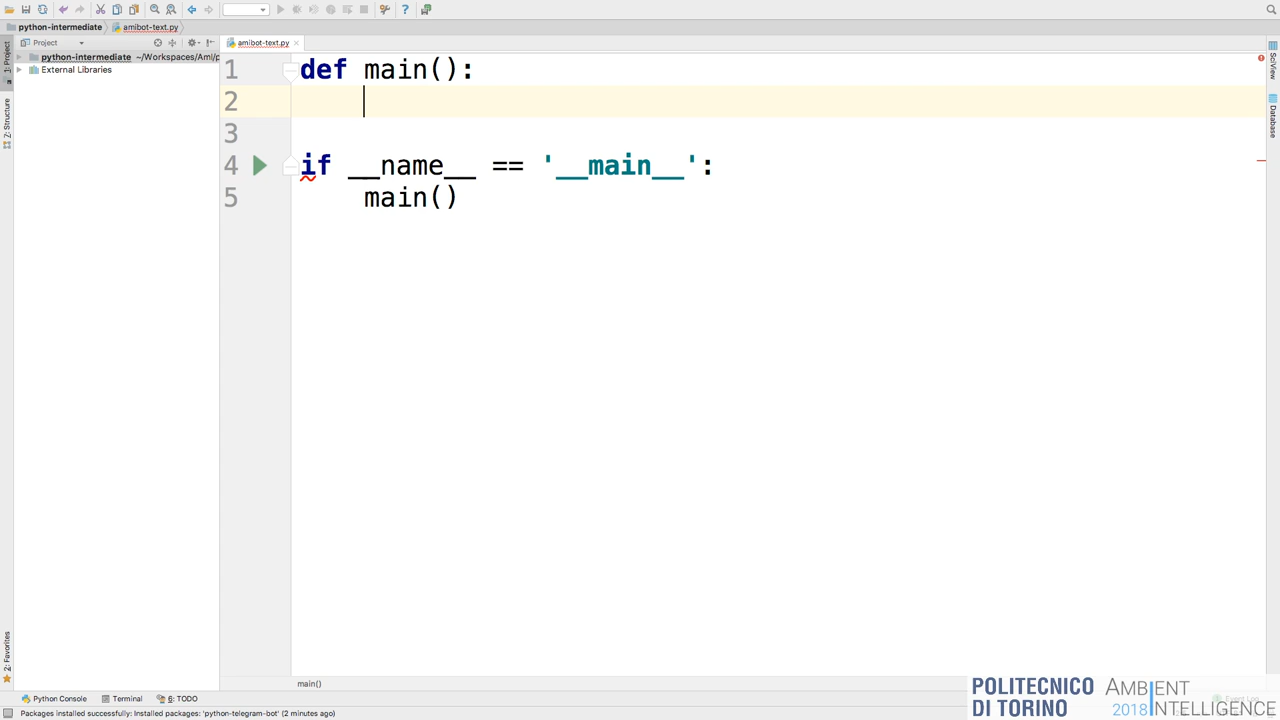 python-intermediate
amibot-text.py
Project
amibot-text.py
python-intermediate ~/Workspaces/AmI/p
External Libraries
1: Project
Z: Structure
2: Favorites
SciView
Database
1 def main():
2
3
4 if __name__ == '__main__':
5 main()
main()
Python Console
Terminal
6: TODO
Event Log
Packages installed successfully: Installed packages: 'python-telegram-bot' (2 minutes ago)
POLITECNICO
DI TORINO
AMBIENT
2018 INTELLIGENCE